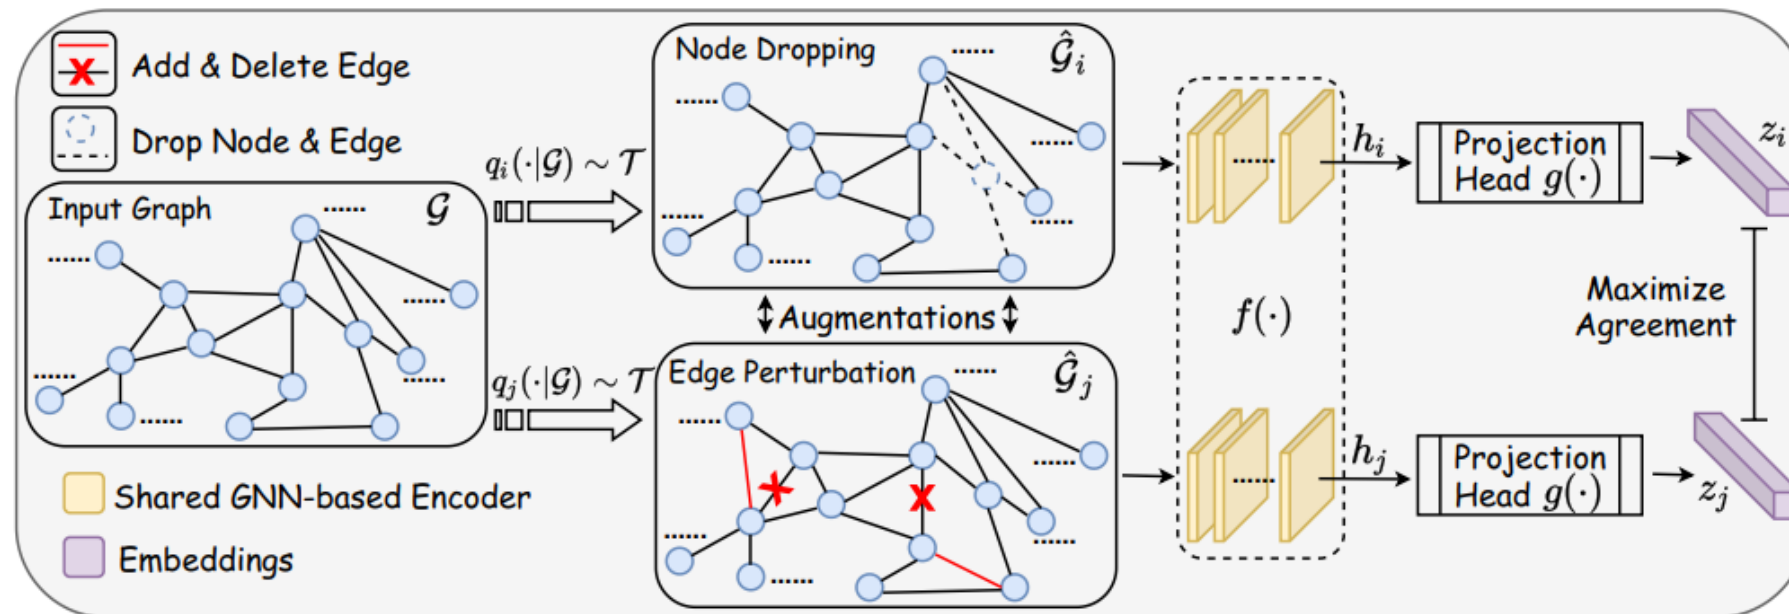 Add & Delete Edge
Drop Node & Edge
Input Graph
𝒢
......
......
......
......
......
......
q_i(·|𝒢) ~ 𝒯
q_j(·|𝒢) ~ 𝒯
Node Dropping
𝒢̂_i
......
......
......
......
......
......
Augmentations
Edge Perturbation
𝒢̂_j
......
......
......
......
......
......
f(·)
......
......
h_i
h_j
Projection
Head g(·)
Projection
Head g(·)
z_i
Maximize
Agreement
z_j
Shared GNN-based Encoder
Embeddings